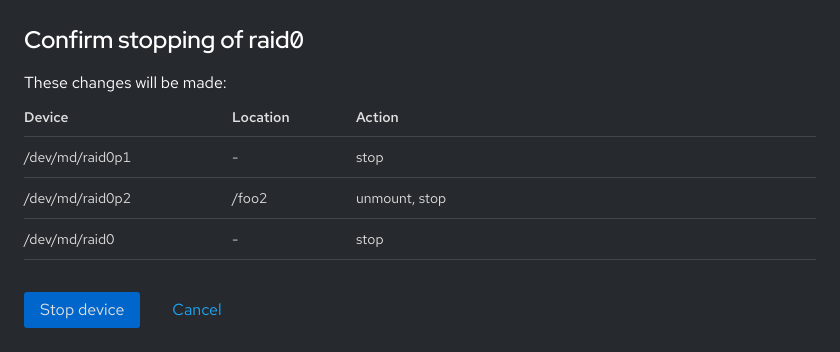 Confirm stopping of raid0
These changes will be made:
Device Location Action
/dev/md/raid0p1 - stop
/dev/md/raid0p2 /foo2 unmount, stop
/dev/md/raid0 - stop
Stop device Cancel